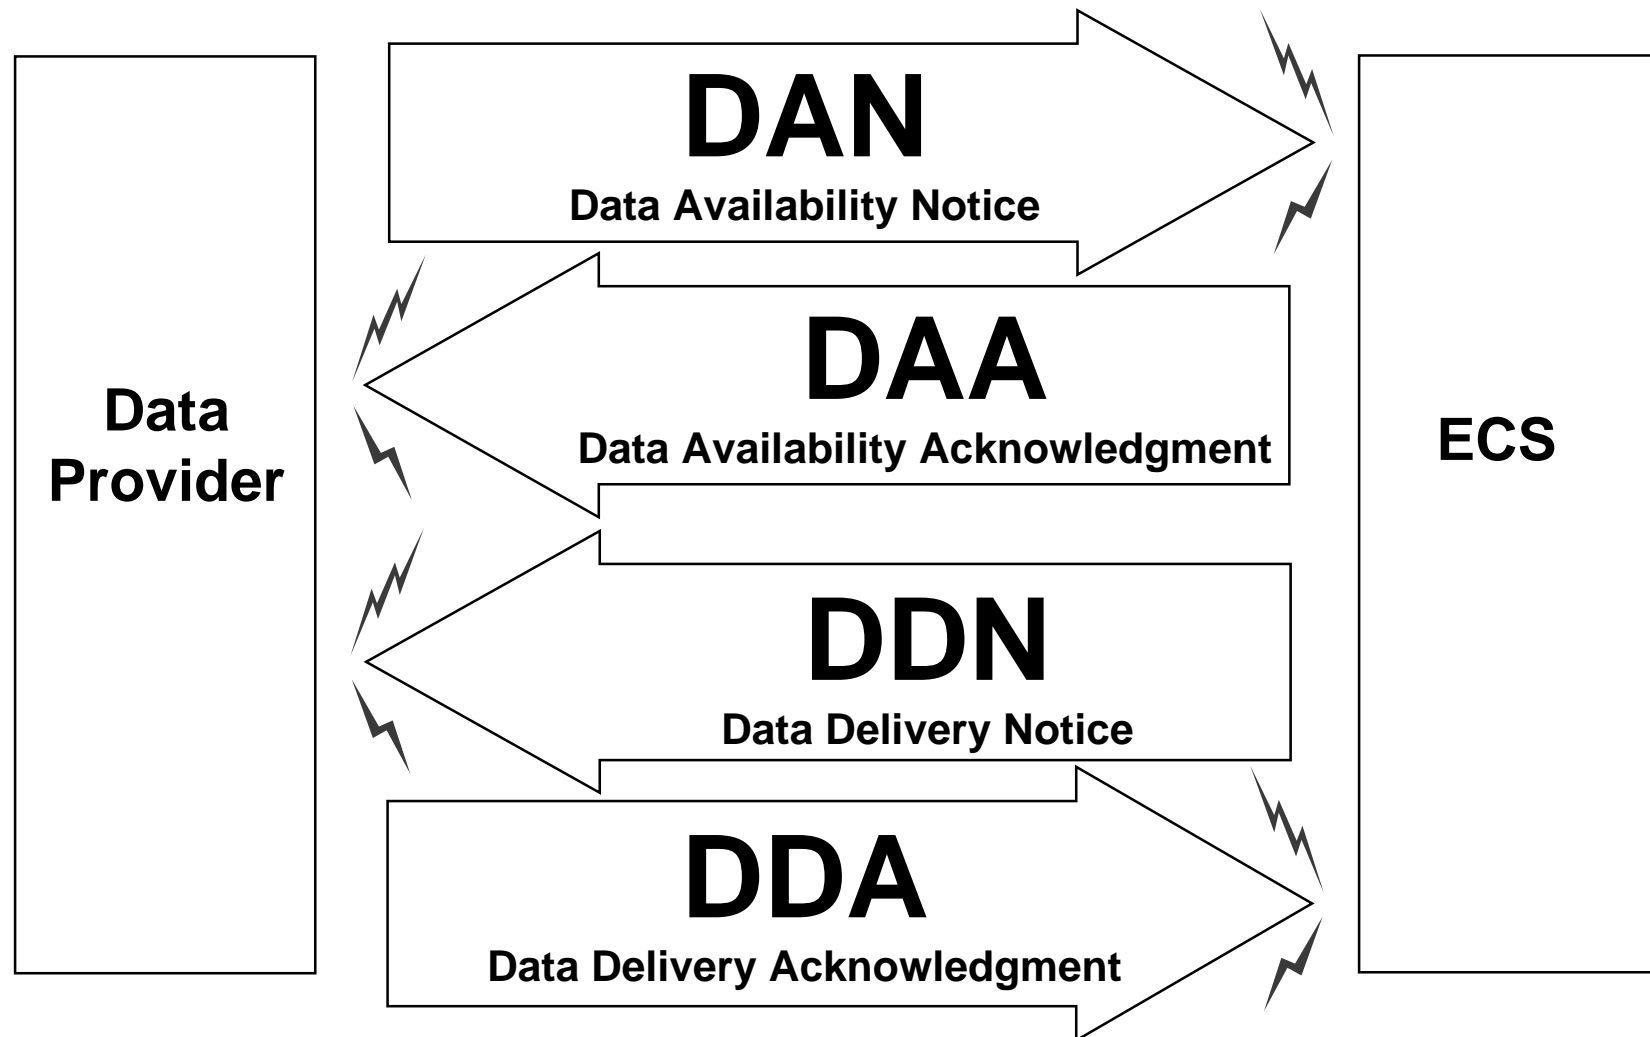 DAN
Data Availability Notice
DAA
Data Availability Acknowledgment
Data
Provider
ECS
DDN
Data Delivery Notice
DDA
Data Delivery Acknowledgment